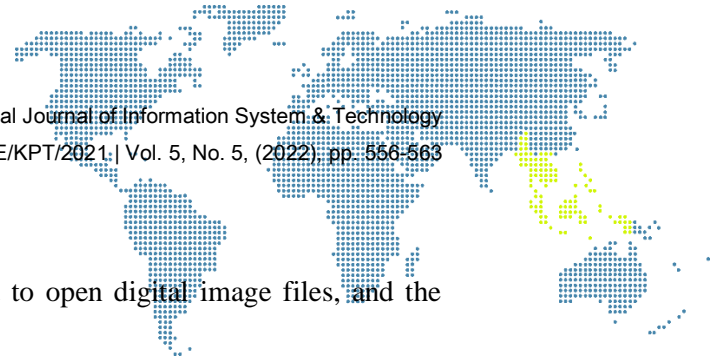 al Journal of Information System & Technology
E/KPT/2021 | Vol. 5, No. 5, (2022), pp. 556-563
to open digital image files, and the